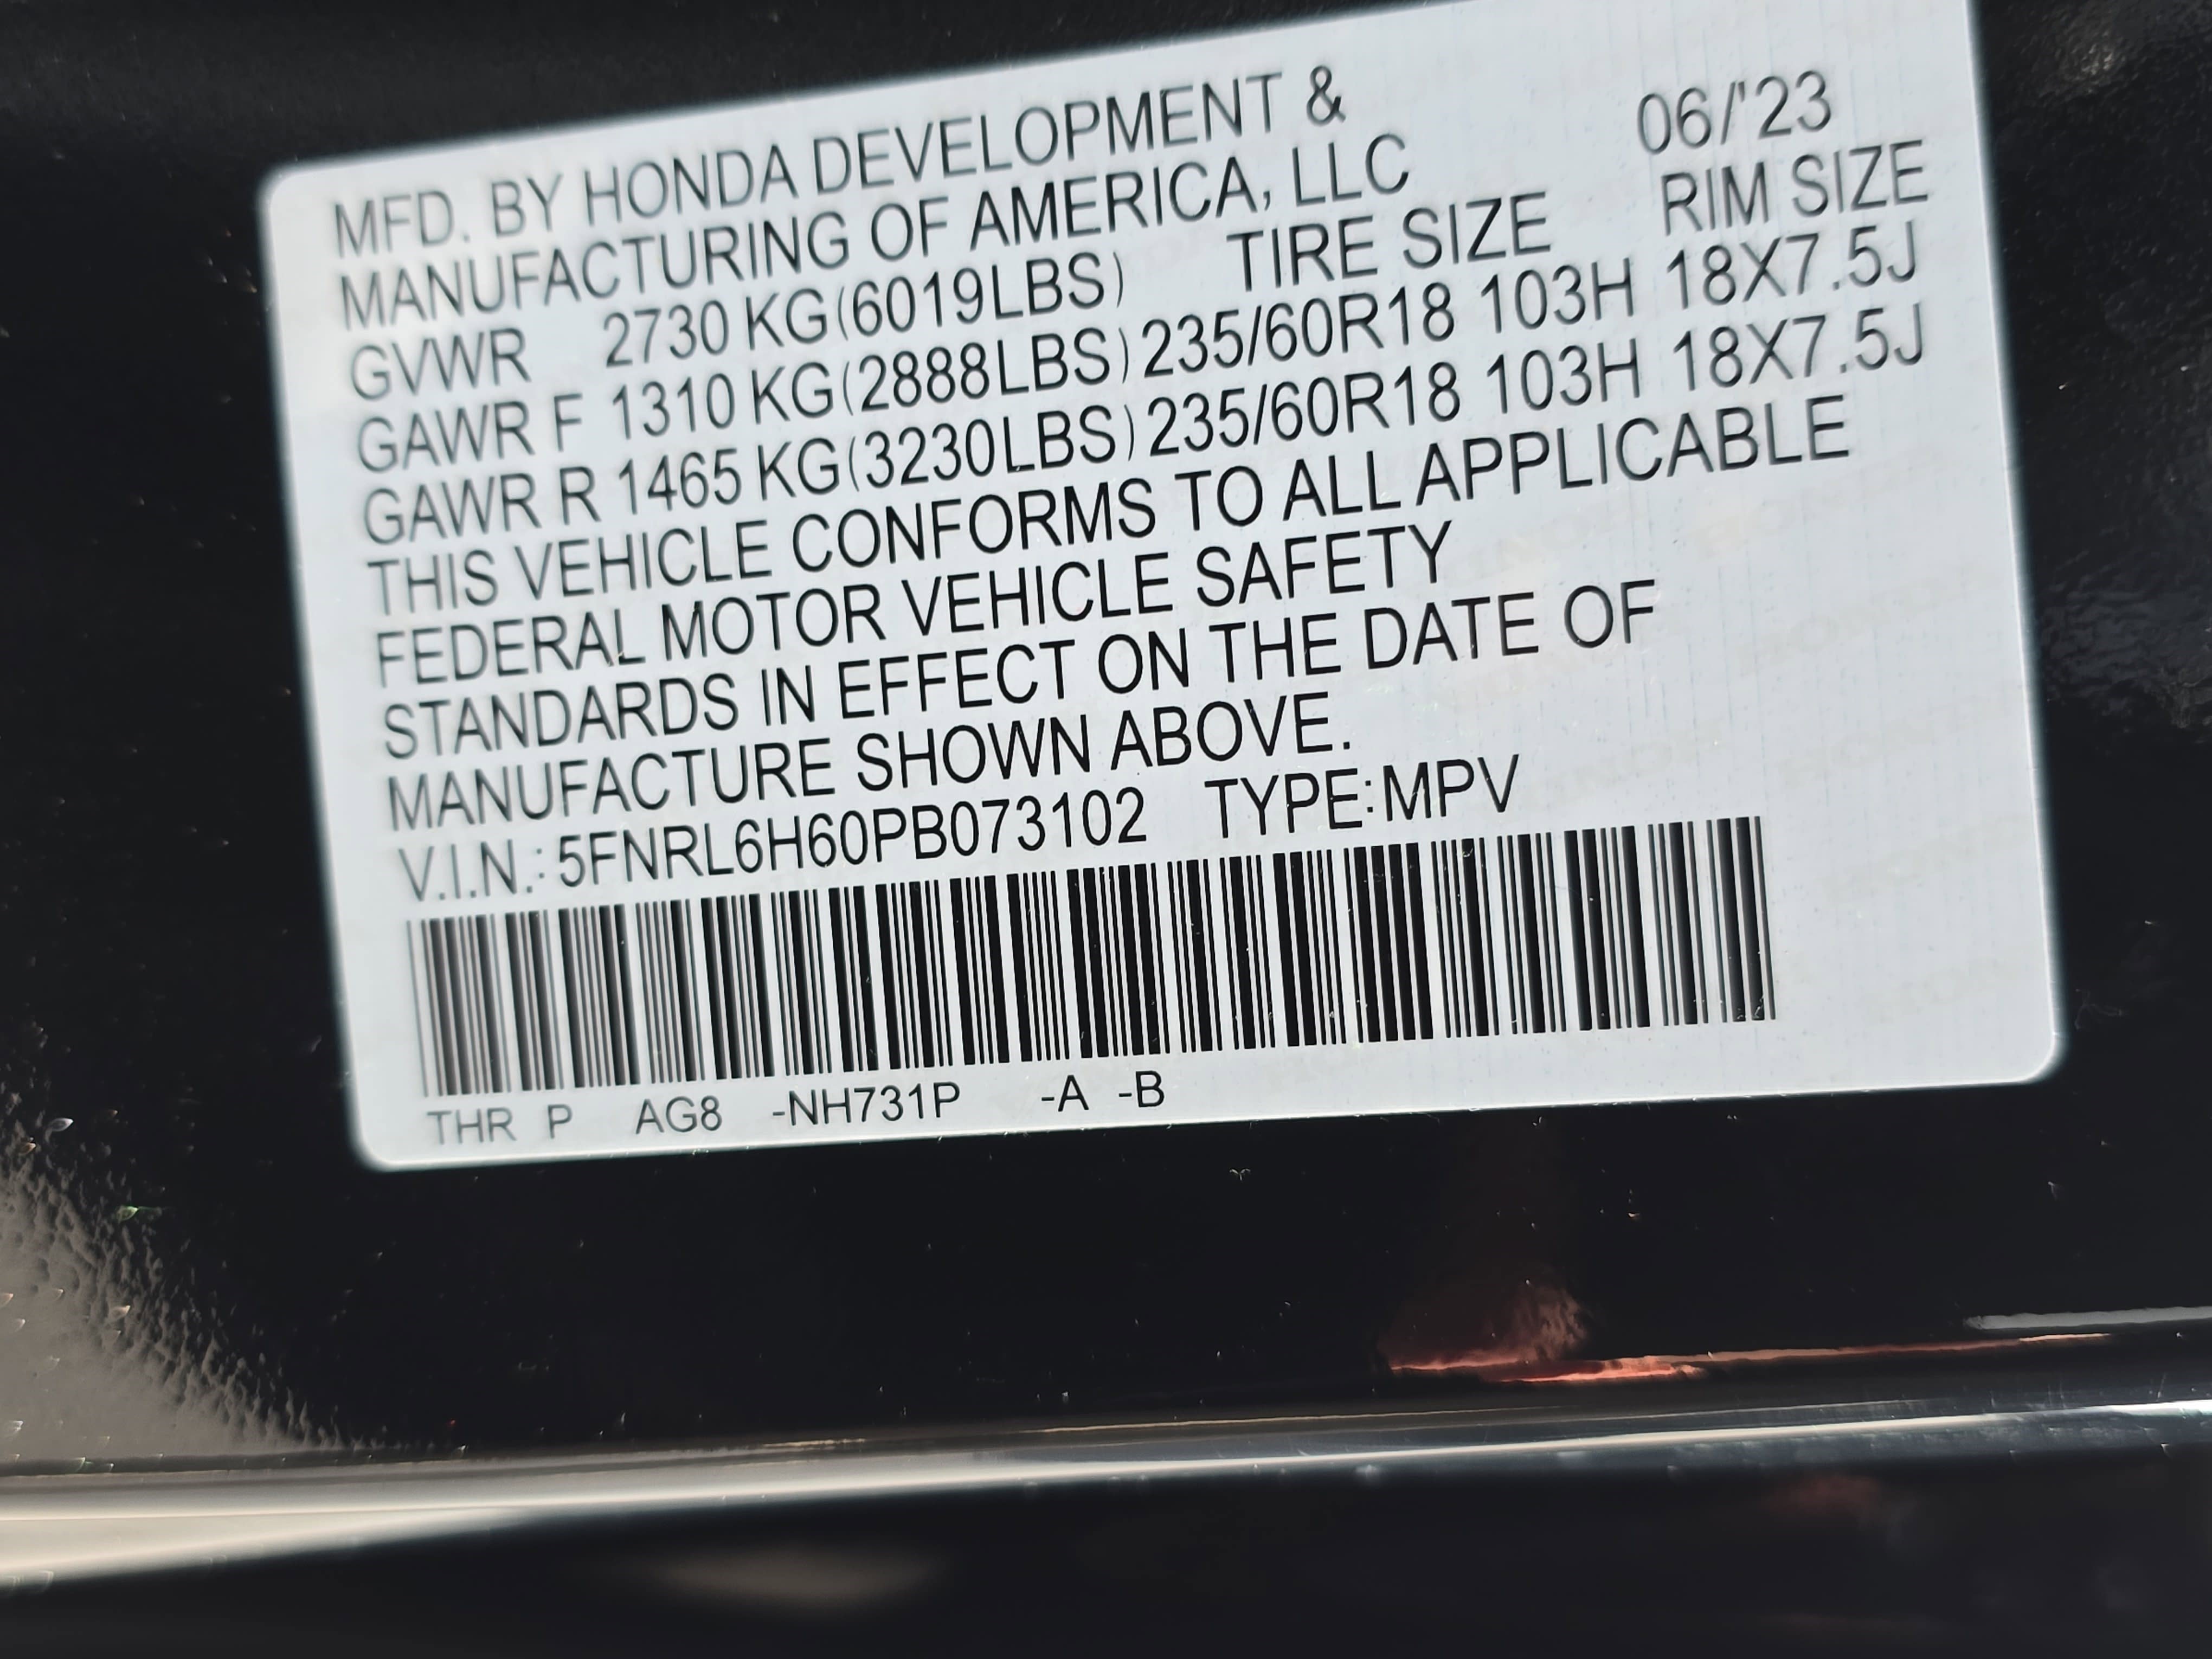 MFD. BY HONDA DEVELOPMENT &
MANUFACTURING OF AMERICA, LLC 06/'23
GVWR 2730 KG(6019LBS) TIRE SIZE RIM SIZE
GAWR F 1310 KG(2888LBS) 235/60R18 103H 18X7.5J
GAWR R 1465 KG(3230LBS) 235/60R18 103H 18X7.5J
THIS VEHICLE CONFORMS TO ALL APPLICABLE
FEDERAL MOTOR VEHICLE SAFETY
STANDARDS IN EFFECT ON THE DATE OF
MANUFACTURE SHOWN ABOVE.
V.I.N.: 5FNRL6H60PB073102 TYPE:MPV
THR P AG8 -NH731P -A -B